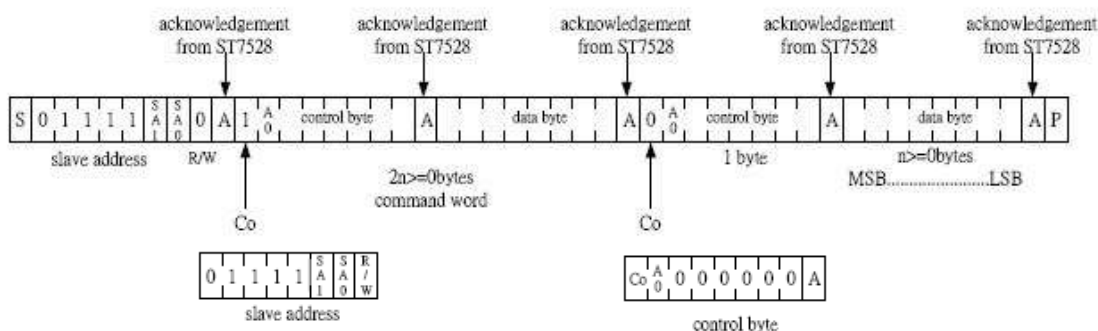 acknowledgement acknowledgement acknowledgement acknowledgement acknowledgement
from ST7528 from ST7528 from ST7528 from ST7528 from ST7528
S 0 1 1 1 1 SA1 SA0 0 A 1 A0 control byte A data byte A 0 A0 control byte A data byte A P
slave address R/W 1 byte n>=0bytes
2n>=0bytes MSB........................LSB
command word
Co Co
0 1 1 1 1 SA1 SA0 R/W Co A0 0 0 0 0 0 0 A
slave address
control byte